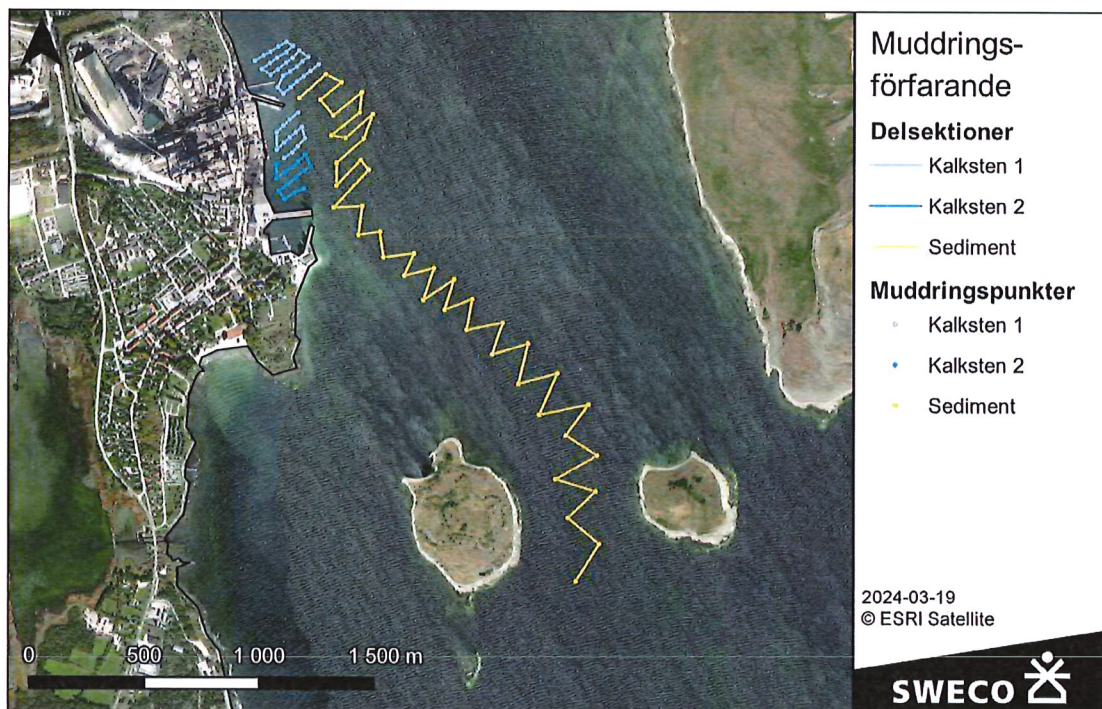 Muddrings-
förfarande
Delsektioner
Kalksten 1
Kalksten 2
Sediment
Muddringspunkter
Kalksten 1
Kalksten 2
Sediment
2024-03-19
© ESRI Satellite
SWECO
0 500 1 000 1 500 m